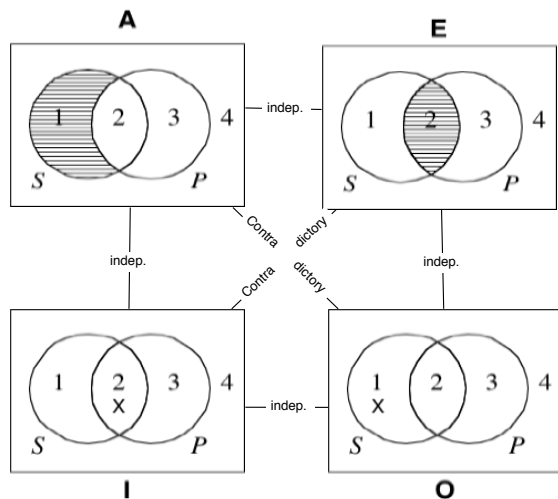 A
E
1 2 3 4
S P
indep.
1 2 3
S P
Contra dictory
Contra dictory
indep.
indep.
1 2 3 4
X
S P
indep.
1 2 3 4
X
S P
I
O